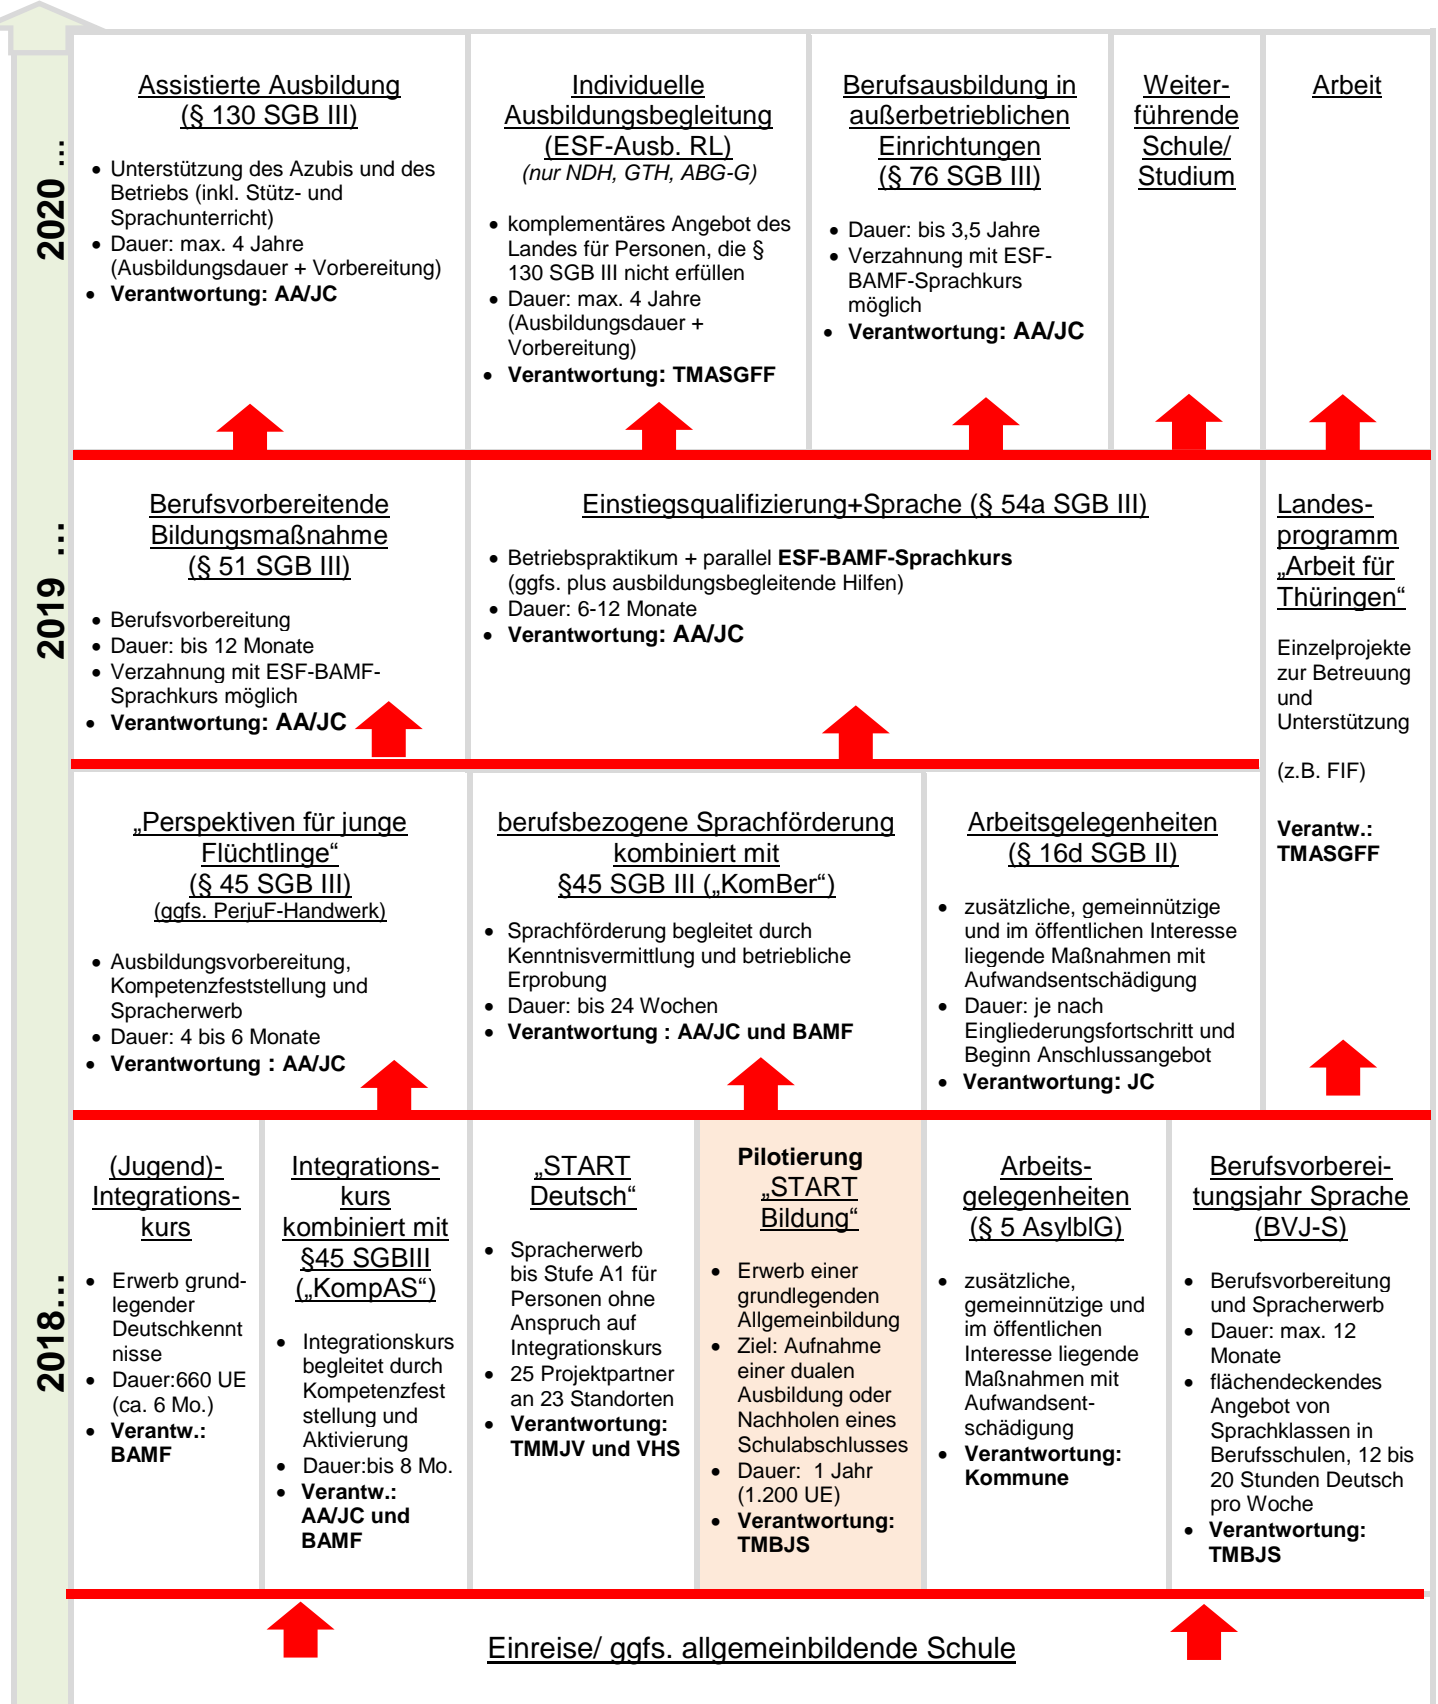 2020 ...
Assistierte Ausbildung
(§ 130 SGB III)
• Unterstützung des Azubis und des
Betriebs (inkl. Stütz- und
Sprachunterricht)
• Dauer: max. 4 Jahre
(Ausbildungsdauer + Vorbereitung)
• Verantwortung: AA/JC
Individuelle
Ausbildungsbegleitung
(ESF-Ausb. RL)
(nur NDH, GTH, ABG-G)
• komplementäres Angebot des
Landes für Personen, die §
130 SGB III nicht erfüllen
• Dauer: max. 4 Jahre
(Ausbildungsdauer +
Vorbereitung)
• Verantwortung: TMASGFF
Berufsausbildung in
außerbetrieblichen
Einrichtungen
(§ 76 SGB III)
• Dauer: bis 3,5 Jahre
• Verzahnung mit ESF-
BAMF-Sprachkurs
möglich
• Verantwortung: AA/JC
Weiter-
führende
Schule/
Studium
Arbeit
2019 ...
Berufsvorbereitende
Bildungsmaßnahme
(§ 51 SGB III)
• Berufsvorbereitung
• Dauer: bis 12 Monate
• Verzahnung mit ESF-BAMF-
Sprachkurs möglich
• Verantwortung: AA/JC
Einstiegsqualifizierung+Sprache (§ 54a SGB III)
• Betriebspraktikum + parallel ESF-BAMF-Sprachkurs
(ggfs. plus ausbildungsbegleitende Hilfen)
• Dauer: 6-12 Monate
• Verantwortung: AA/JC
Landes-
programm
„Arbeit für
Thüringen“
Einzelprojekte
zur Betreuung
und
Unterstützung
(z.B. FIF)
Verantw.:
TMASGFF
„Perspektiven für junge
Flüchtlinge“
(§ 45 SGB III)
(ggfs. PerjuF-Handwerk)
• Ausbildungsvorbereitung,
Kompetenzfeststellung und
Spracherwerb
• Dauer: 4 bis 6 Monate
• Verantwortung : AA/JC
berufsbezogene Sprachförderung
kombiniert mit
§45 SGB III („KomBer“)
• Sprachförderung begleitet durch
Kenntnisvermittlung und betriebliche
Erprobung
• Dauer: bis 24 Wochen
• Verantwortung : AA/JC und BAMF
Arbeitsgelegenheiten
(§ 16d SGB II)
• zusätzliche, gemeinnützige
und im öffentlichen Interesse
liegende Maßnahmen mit
Aufwandsentschädigung
• Dauer: je nach
Eingliederungsfortschritt und
Beginn Anschlussangebot
• Verantwortung: JC
2018...
(Jugend)-
Integrations-
kurs
• Erwerb grund-
legender
Deutschkennt
nisse
• Dauer:660 UE
(ca. 6 Mo.)
• Verantw.:
BAMF
Integrations-
kurs
kombiniert mit
§45 SGBIII
(„KompAS“)
• Integrationskurs
begleitet durch
Kompetenzfest
stellung und
Aktivierung
• Dauer:bis 8 Mo.
• Verantw.:
AA/JC und
BAMF
„START
Deutsch“
• Spracherwerb
bis Stufe A1 für
Personen ohne
Anspruch auf
Integrationskurs
• 25 Projektpartner
an 23 Standorten
• Verantwortung:
TMMJV und VHS
Pilotierung
„START
Bildung“
• Erwerb einer
grundlegenden
Allgemeinbildung
• Ziel: Aufnahme
einer dualen
Ausbildung oder
Nachholen eines
Schulabschlusses
• Dauer: 1 Jahr
(1.200 UE)
• Verantwortung:
TMBJS
Arbeits-
gelegenheiten
(§ 5 AsylblG)
• zusätzliche,
gemeinnützige und
im öffentlichen
Interesse liegende
Maßnahmen mit
Aufwandsent-
schädigung
• Verantwortung:
Kommune
Berufsvorberei-
tungsjahr Sprache
(BVJ-S)
• Berufsvorbereitung
und Spracherwerb
• Dauer: max. 12
Monate
• flächendeckendes
Angebot von
Sprachklassen in
Berufsschulen, 12 bis
20 Stunden Deutsch
pro Woche
• Verantwortung:
TMBJS
Einreise/ ggfs. allgemeinbildende Schule